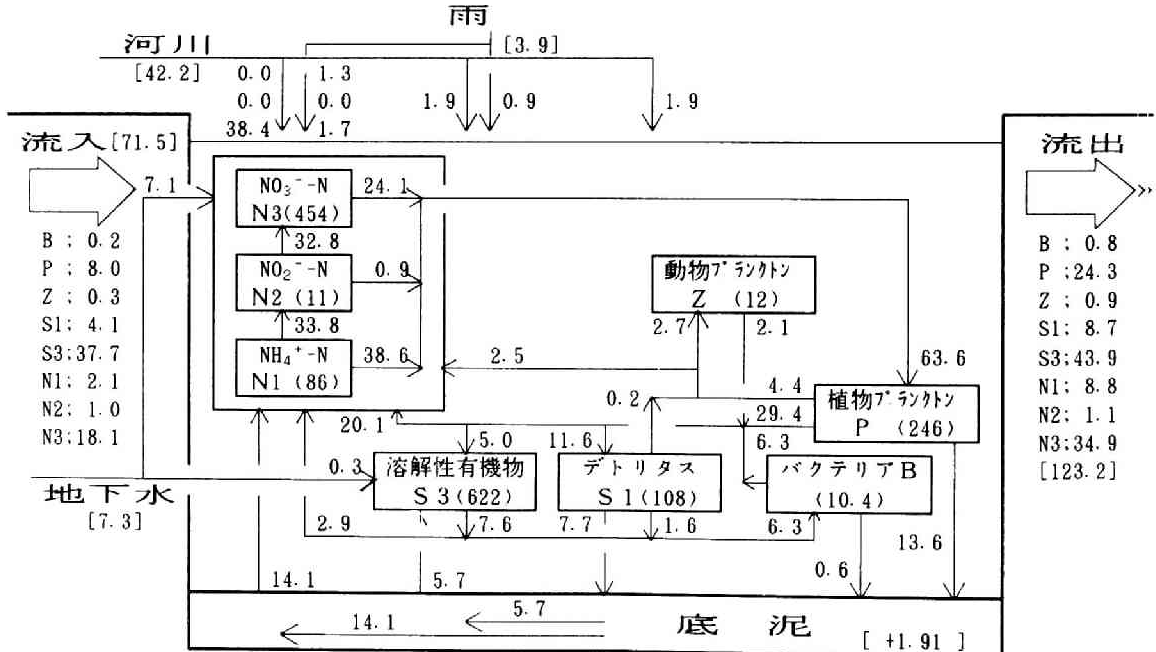 雨
[3.9]
河川
[42.2]
0.0 1.3
0.0 0.0
38.4 1.7
1.9 0.9 1.9
流入[71.5]
7.1
B ; 0.2
P ; 8.0
Z ; 0.3
S1; 4.1
S3;37.7
N1; 2.1
N2; 1.0
N3;18.1
NO₃⁻-N
N3(454)
24.1
32.8
NO₂⁻-N
N2(11)
0.9
33.8
NH₄⁺-N
N1(86)
38.6
2.5
動物プランクトン
Z (12)
2.7 2.1
63.6
植物プランクトン
P (246)
4.4
0.2
29.4
20.1
5.0
11.6
6.3
溶解性有機物
S3(622)
デトリタス
S1(108)
バクテリアB
(10.4)
0.3
地下水
[7.3]
2.9
7.6
7.7
1.6
6.3
13.6
0.6
14.1
5.7
5.7
14.1
底泥
[ +1.91 ]
流出
B ; 0.8
P ;24.3
Z ; 0.9
S1; 8.7
S3;43.9
N1; 8.8
N2; 1.1
N3;34.9
[123.2]